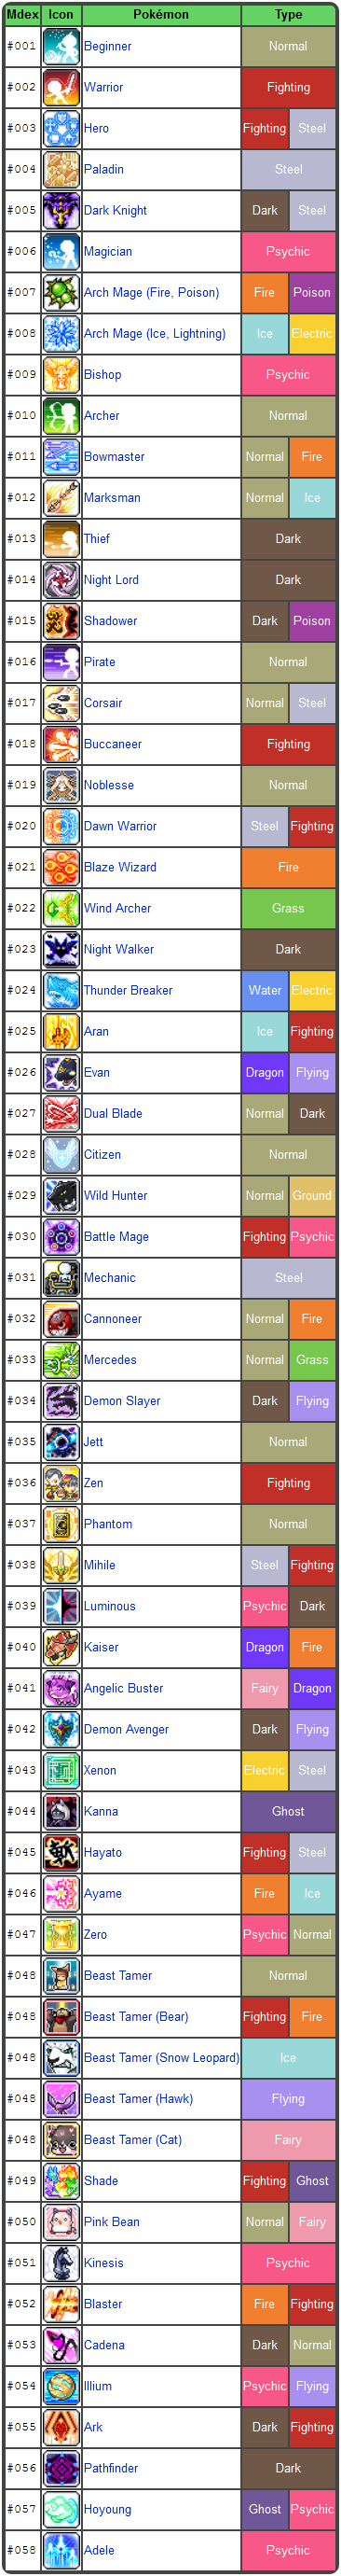 Mdex Icon Pokémon Type
#001 Beginner Normal
#002 Warrior Fighting
#003 Hero Fighting Steel
#004 Paladin Steel
#005 Dark Knight Dark Steel
#006 Magician Psychic
#007 Arch Mage (Fire, Poison) Fire Poison
#008 Arch Mage (Ice, Lightning) Ice Electric
#009 Bishop Psychic
#010 Archer Normal
#011 Bowmaster Normal Fire
#012 Marksman Normal Ice
#013 Thief Dark
#014 Night Lord Dark
#015 Shadower Dark Poison
#016 Pirate Normal
#017 Corsair Normal Steel
#018 Buccaneer Fighting
#019 Noblesse Normal
#020 Dawn Warrior Steel Fighting
#021 Blaze Wizard Fire
#022 Wind Archer Grass
#023 Night Walker Dark
#024 Thunder Breaker Water Electric
#025 Aran Ice Fighting
#026 Evan Dragon Flying
#027 Dual Blade Normal Dark
#028 Citizen Normal
#029 Wild Hunter Normal Ground
#030 Battle Mage Fighting Psychic
#031 Mechanic Steel
#032 Cannoneer Normal Fire
#033 Mercedes Normal Grass
#034 Demon Slayer Dark Flying
#035 Jett Normal
#036 Zen Fighting
#037 Phantom Normal
#038 Mihile Steel Fighting
#039 Luminous Psychic Dark
#040 Kaiser Dragon Fire
#041 Angelic Buster Fairy Dragon
#042 Demon Avenger Dark Flying
#043 Xenon Electric Steel
#044 Kanna Ghost
#045 斬 Hayato Fighting Steel
#046 Ayame Fire Ice
#047 Zero Psychic Normal
#048 Beast Tamer Normal
#048 Beast Tamer (Bear) Fighting Fire
#048 Beast Tamer (Snow Leopard) Ice
#048 Beast Tamer (Hawk) Flying
#048 Beast Tamer (Cat) Fairy
#049 Shade Fighting Ghost
#050 Pink Bean Normal Fairy
#051 Kinesis Psychic
#052 Blaster Fire Fighting
#053 Cadena Dark Normal
#054 Illium Psychic Flying
#055 Ark Dark Fighting
#056 Pathfinder Dark
#057 Hoyoung Ghost Psychic
#058 Adele Psychic